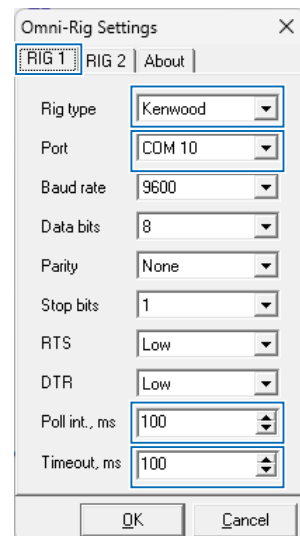 Omni-Rig Settings
RIG 1 RIG 2 About
Rig type Kenwood
Port COM 10
Baud rate 9600
Data bits 8
Parity None
Stop bits 1
RTS Low
DTR Low
Poll int., ms 100
Timeout, ms 100
OK Cancel